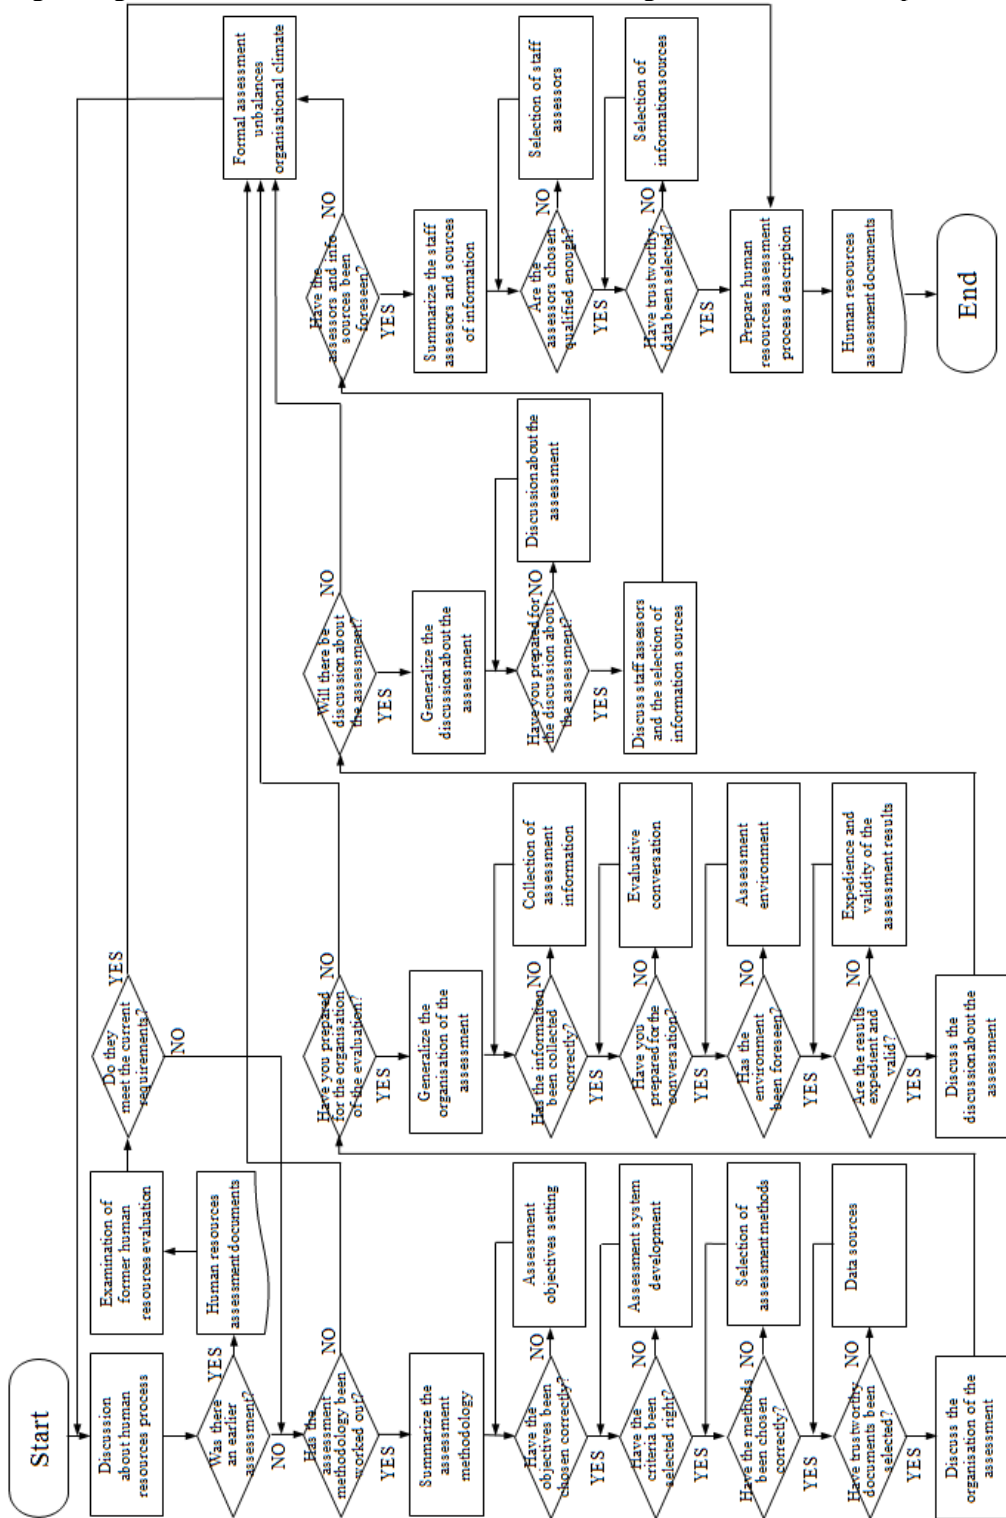 Start
Discussion
about human
resources process
Was there
an earlier
assessment?
YES
NO
Human resources
assessment documents
Examination of
former human
resources evaluation
Do they
meet the current
requirements?
YES
NO
Has the
assessment
methodology been
worked out?
NO
YES
Summarize the
assessment
methodology
Have the
objectives been
chosen correctly?
NO
YES
Assessment
objectives setting
Have the
criteria been
selected right?
NO
YES
Assessment system
development
Have the methods
been chosen
correctly?
NO
YES
Selection of
assessment methods
Have trustworthy
documents been
selected?
NO
YES
Data sources
Discuss the
organisation of the
assessment
Have you prepared
for the organisation
of the evaluation?
NO
YES
Generalize the
organisation of the
assessment
Has the information
been collected
correctly?
NO
YES
Collection of
assessment
information
Have you
prepared for the
conversation?
NO
YES
Evaluative
conversation
Has the
environment
been foreseen?
NO
YES
Assessment
environment
Are the results
expedient and
valid?
NO
YES
Expedience and
validity of the
assessment results
Discuss the
discussion about the
assessment
Will there be
discussion about
the assessment?
NO
YES
Generalize the
discussion about the
assessment
Have you prepared for
the discussion about
the assessment?
NO
YES
Discussion about the
assessment
Discuss staff assessors
and the selection of
information sources
Have the
assessors and info
sources been
foreseen?
NO
YES
Formal assessment
unbalances
organisational climate
Summarize the staff
assessors and sources
of information
Are the
assessors chosen
qualified enough?
NO
YES
Selection of staff
assessors
Have trustworthy
data been selected?
NO
YES
Selection of
information sources
Prepare human
resources assessment
process description
Human resources
assessment documents
End